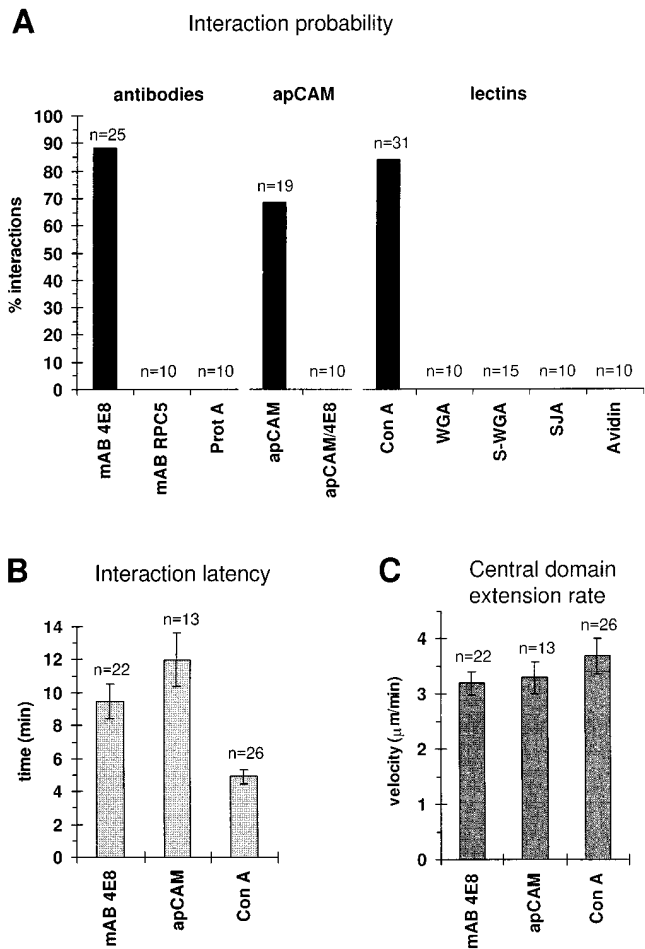 A
Interaction probability
antibodies apCAM lectins
% interactions
100
90
80
70
60
50
40
30
20
10
0
n=25
n=10
n=10
n=19
n=10
n=31
n=10
n=15
n=10
n=10
mAB 4E8
mAB RPC5
Prot A
apCAM
apCAM/4E8
Con A
WGA
S-WGA
SJA
Avidin
B
Interaction latency
time (min)
14
12
10
8
6
4
2
0
n=22
n=13
n=26
mAB 4E8
apCAM
Con A
C
Central domain
extension rate
velocity (μm/min)
4
3
2
1
0
n=22
n=13
n=26
mAB 4E8
apCAM
Con A